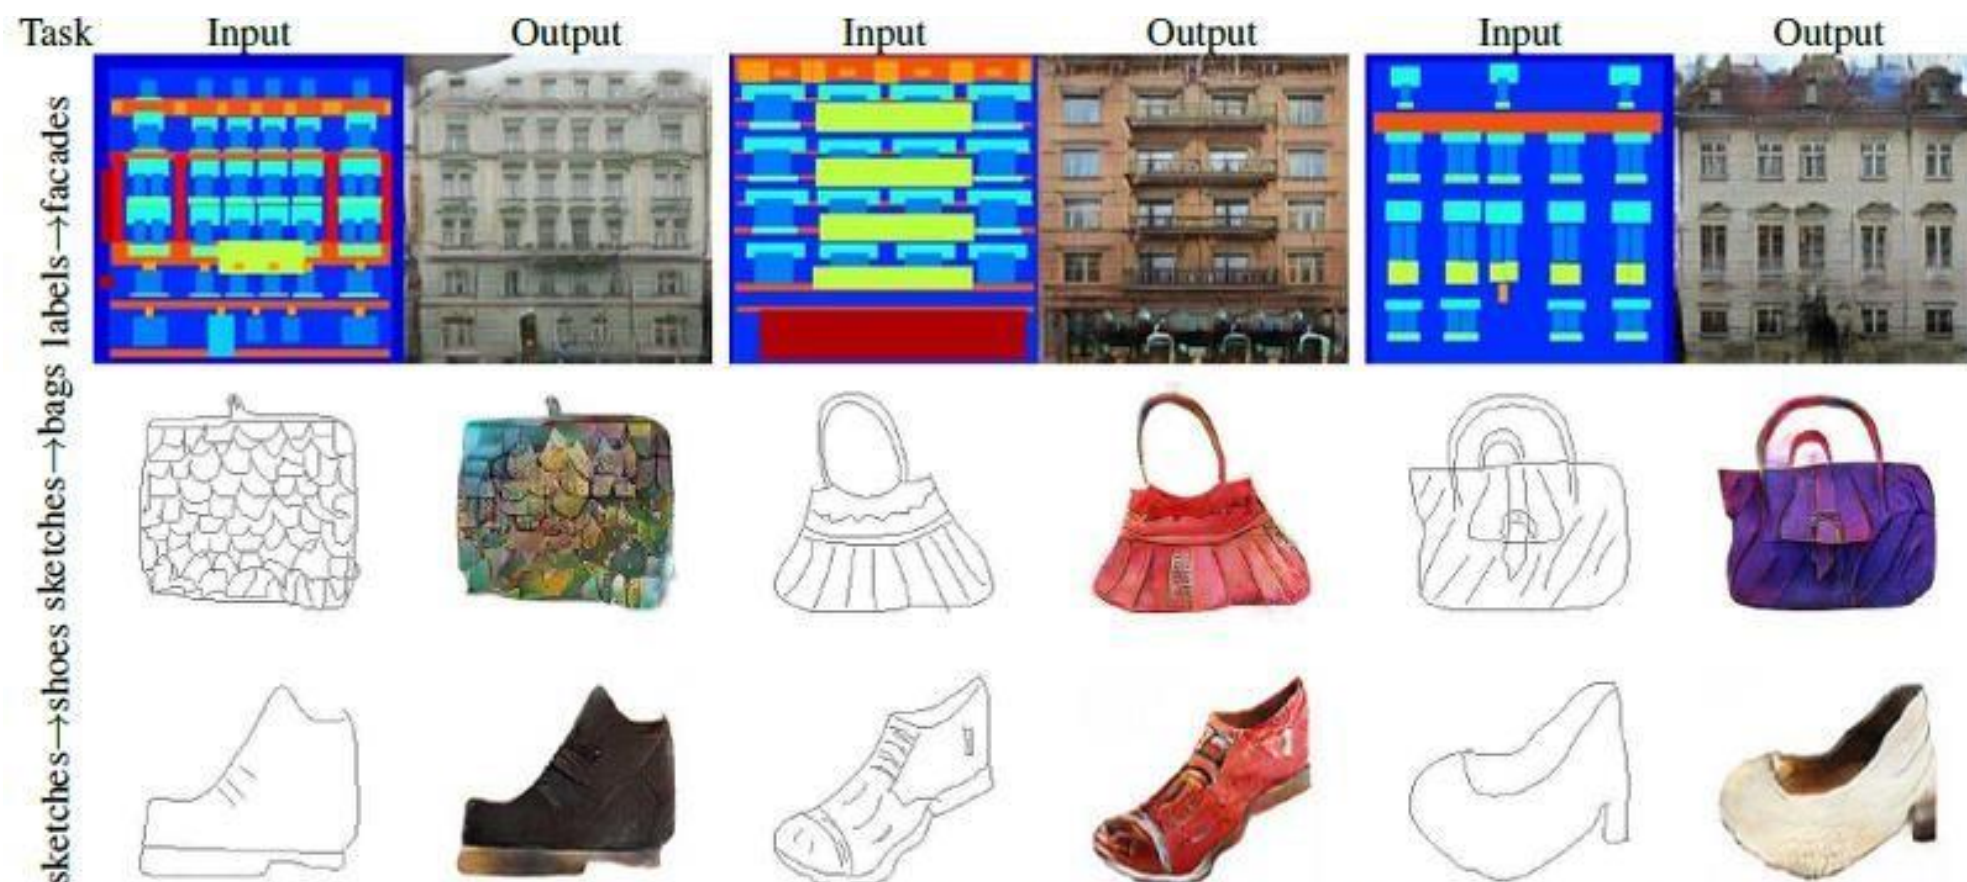 Task Input Output Input Output Input Output
labels→facades
sketches→bags
sketches→shoes